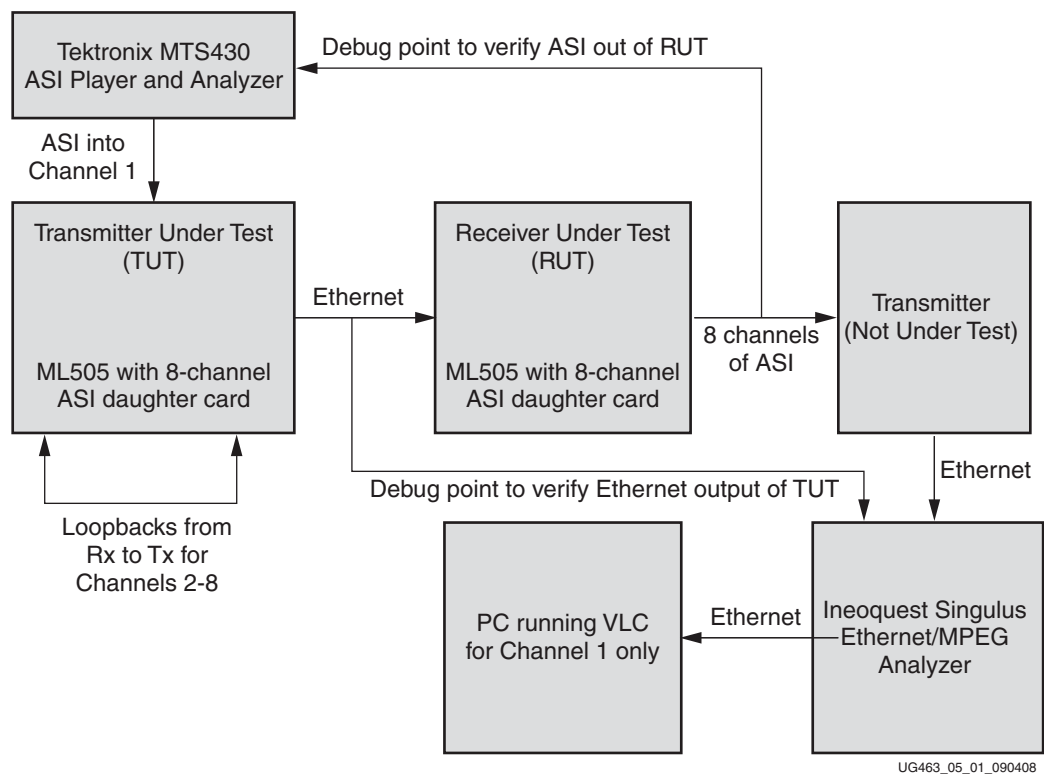 Tektronix MTS430
ASI Player and Analyzer
Debug point to verify ASI out of RUT
ASI into
Channel 1
Transmitter Under Test
(TUT)
ML505 with 8-channel
ASI daughter card
Ethernet
Receiver Under Test
(RUT)
ML505 with 8-channel
ASI daughter card
8 channels
of ASI
Transmitter
(Not Under Test)
Loopbacks from
Rx to Tx for
Channels 2-8
Debug point to verify Ethernet output of TUT
Ethernet
PC running VLC
for Channel 1 only
Ethernet
Ineoquest Singulus
Ethernet/MPEG
Analyzer
UG463_05_01_090408